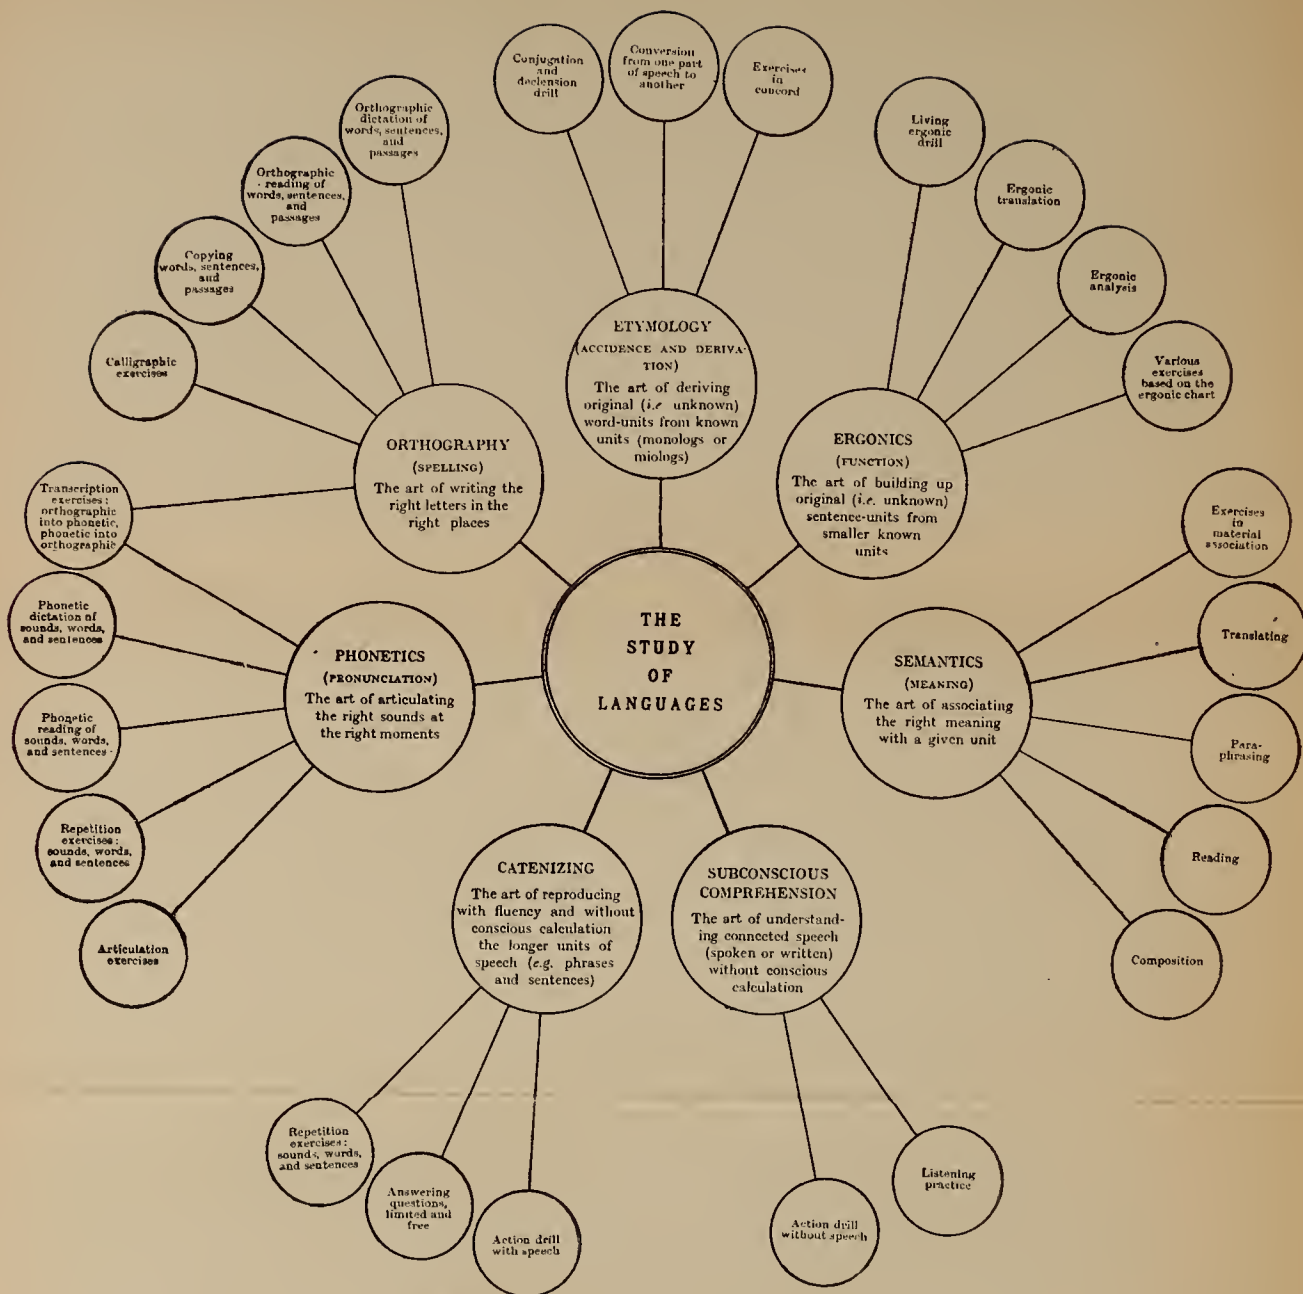 THE
STUDY
OF
LANGUAGES
ORTHOGRAPHY
(SPELLING)
The art of writing the
right letters in the
right places
Orthographic
dictation of
words, sentences,
and
passages
Orthographic
reading of
words, sentences,
and
passages
Copying
words, sentences,
and
passages
Calligraphic
exercises
Transcription
exercises:
orthographic
into phonetic,
phonetic into
orthographic
ETYMOLOGY
(ACCIDENCE AND DERIVA-
TION)
The art of deriving
original (i.e unknown)
word-units from known
units (monologs or
miologs)
Conjugation
and
declension
drill
Conversion
from one part
of speech to
another
Exercises
in
concord
ERGONICS
(FUNCTION)
The art of building up
original (i.e. unknown)
sentence-units from
smaller known
units
Living
ergonic
drill
Ergonic
translation
Ergonic
analysis
Various
exercises
based on the
ergonic chart
SEMANTICS
(MEANING)
The art of associating
the right meaning
with a given unit
Exercises
in
material
association
Translating
Para-
phrasing
Reading
Composition
SUBCONSCIOUS
COMPREHENSION
The art of understand-
ing connected speech
(spoken or written)
without conscious
calculation
Listening
practice
Action drill
without speech
CATENIZING
The art of reproducing
with fluency and without
conscious calculation
the longer units of
speech (e.g. phrases
and sentences)
Repetition
exercises:
sounds, words,
and sentences
Answering
questions,
limited and
free
Action drill
with speech
PHONETICS
(PRONUNCIATION)
The art of articulating
the right sounds at
the right moments
Phonetic
dictation of
sounds, words,
and sentences
Phonetic
reading of
sounds, words,
and sentences
Repetition
exercises:
sounds, words,
and sentences
Articulation
exercises